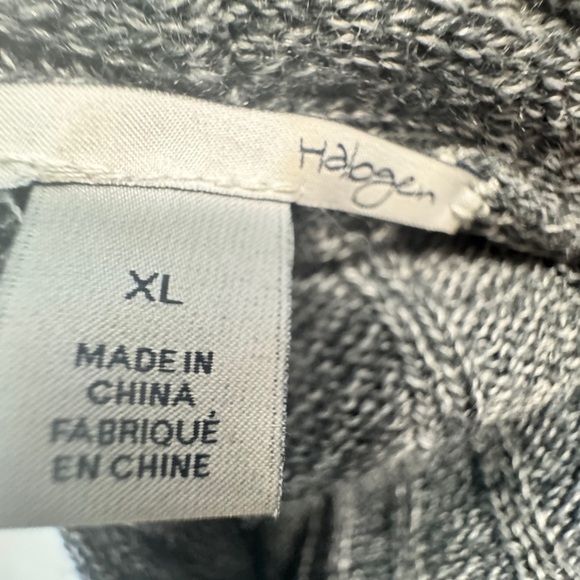 Halogen
XL
MADE IN
CHINA
FABRIQUÉ
EN CHINE